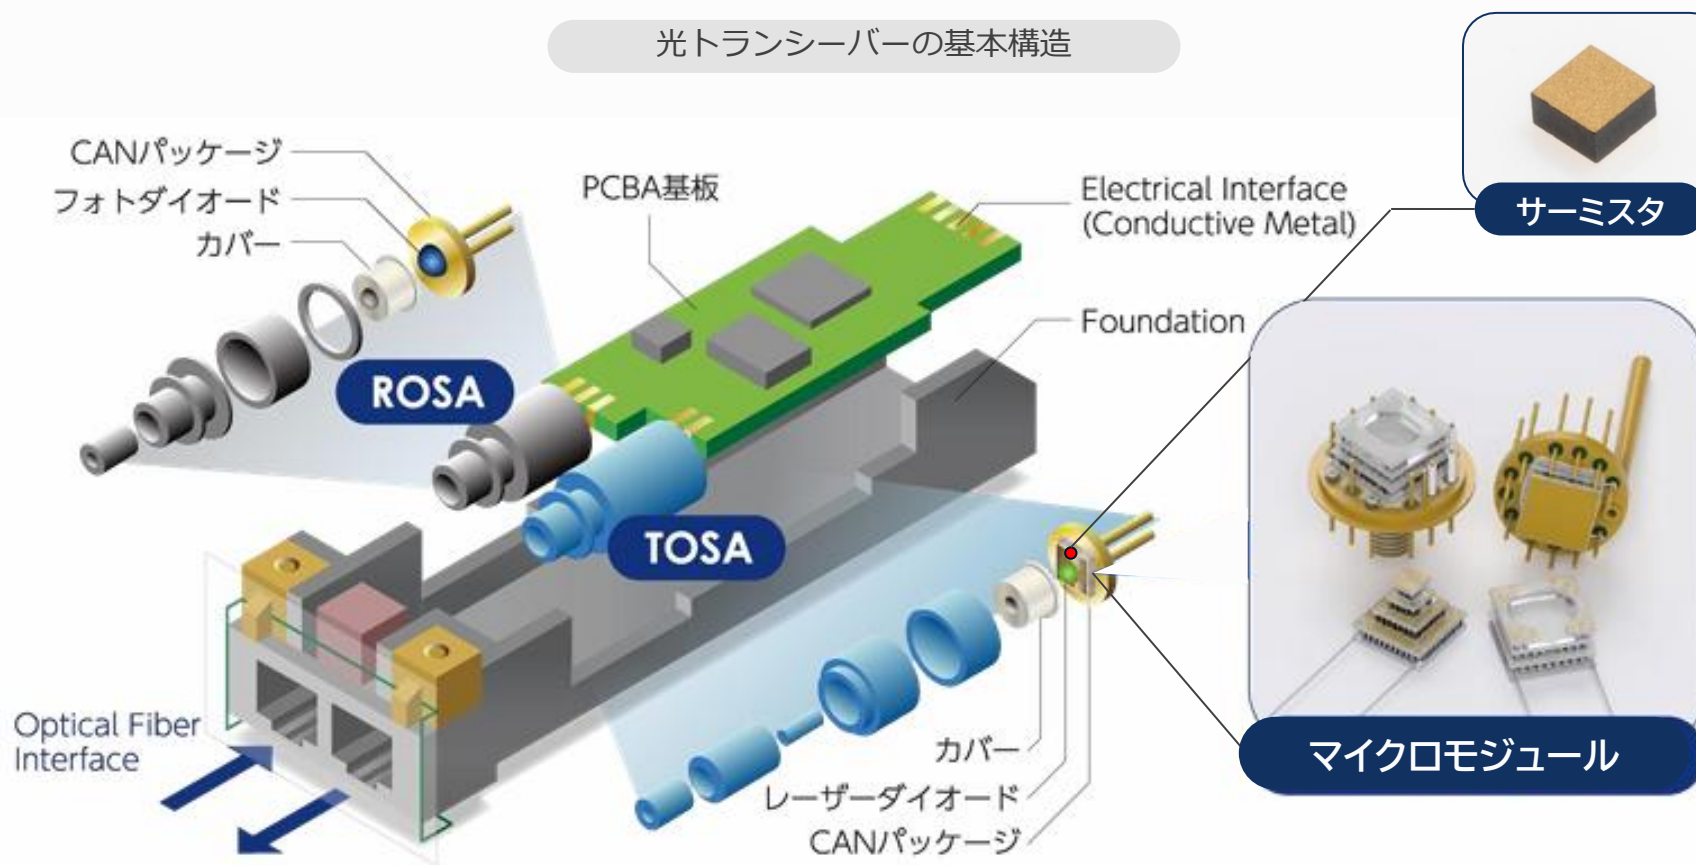 光トランシーバーの基本構造
CANパッケージ
フォトダイオード
カバー
PCBA基板
Electrical Interface
(Conductive Metal)
サーミスタ
Foundation
ROSA
TOSA
Optical Fiber
Interface
カバー
レーザーダイオード
CANパッケージ
マイクロモジュール